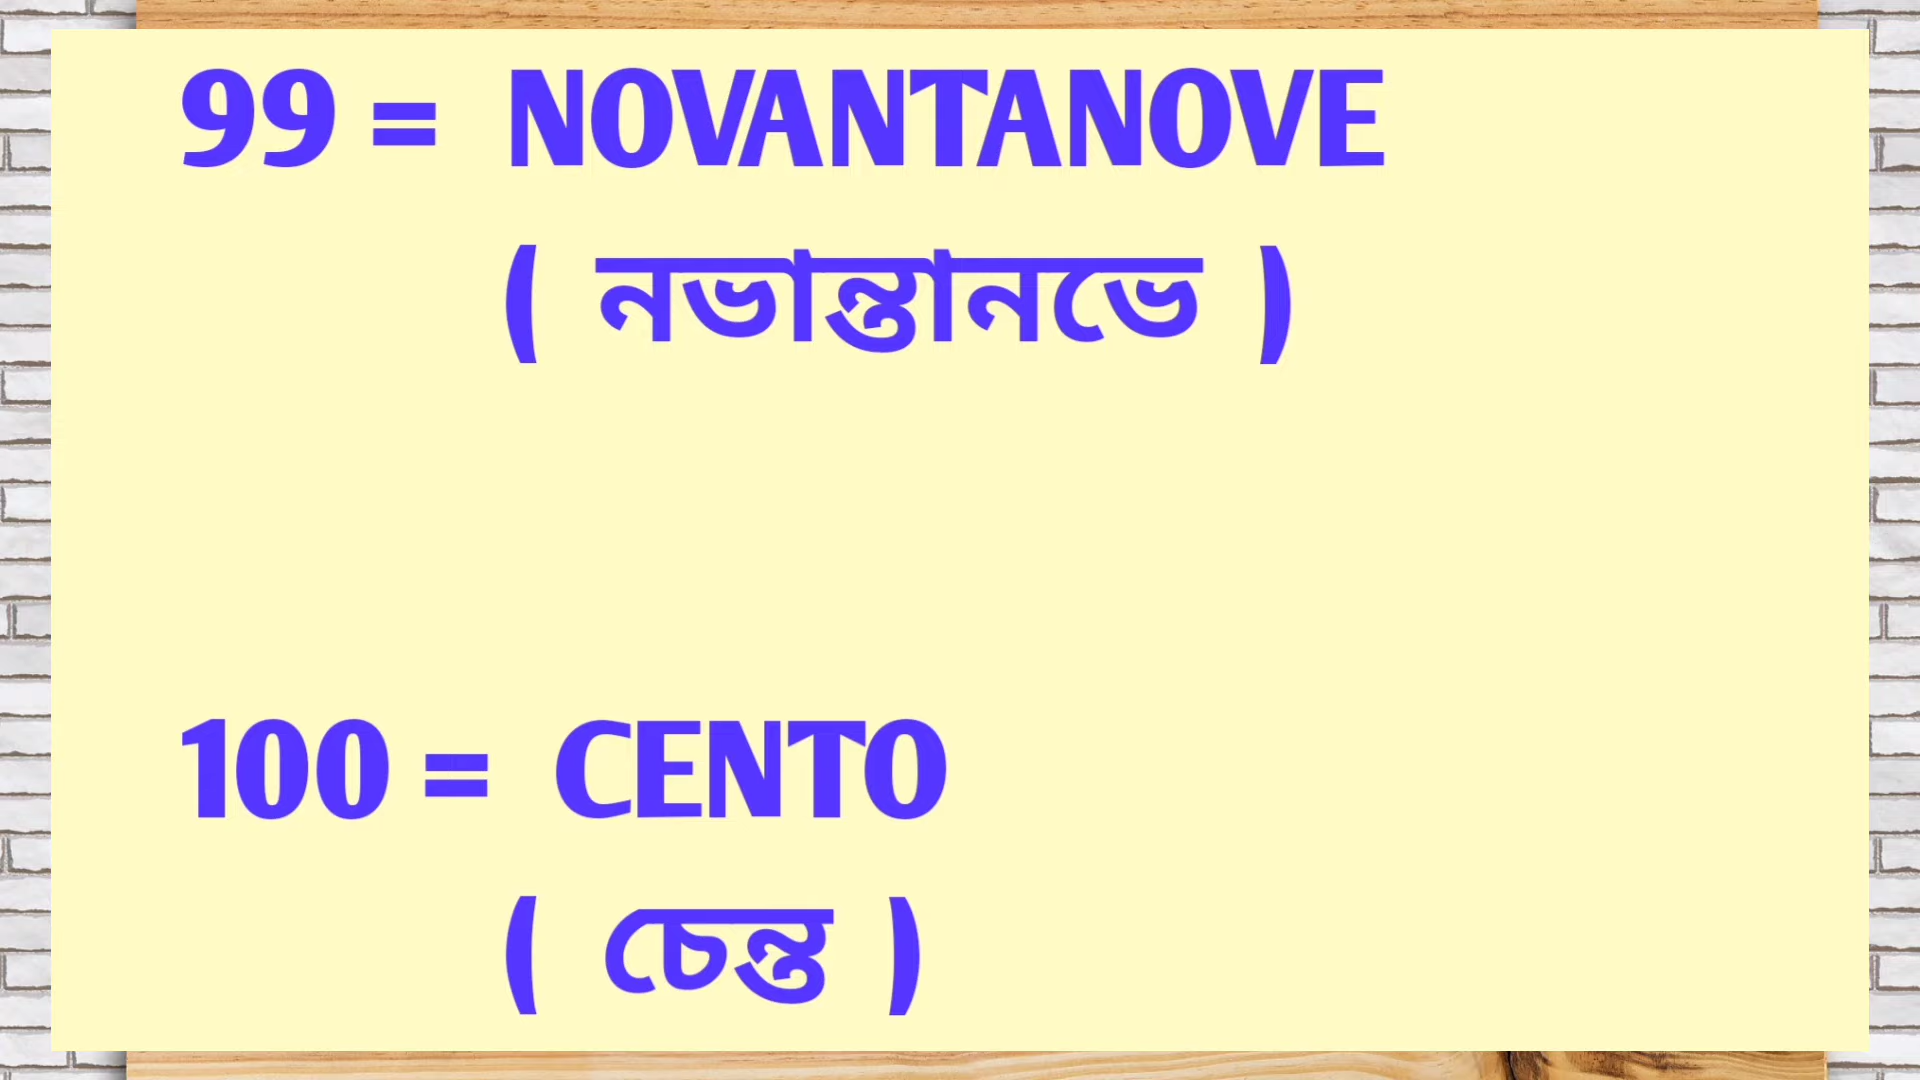 99 = NOVANTANOVE
( নভান্তানভে )
100 = CENTO
( চেন্ত )